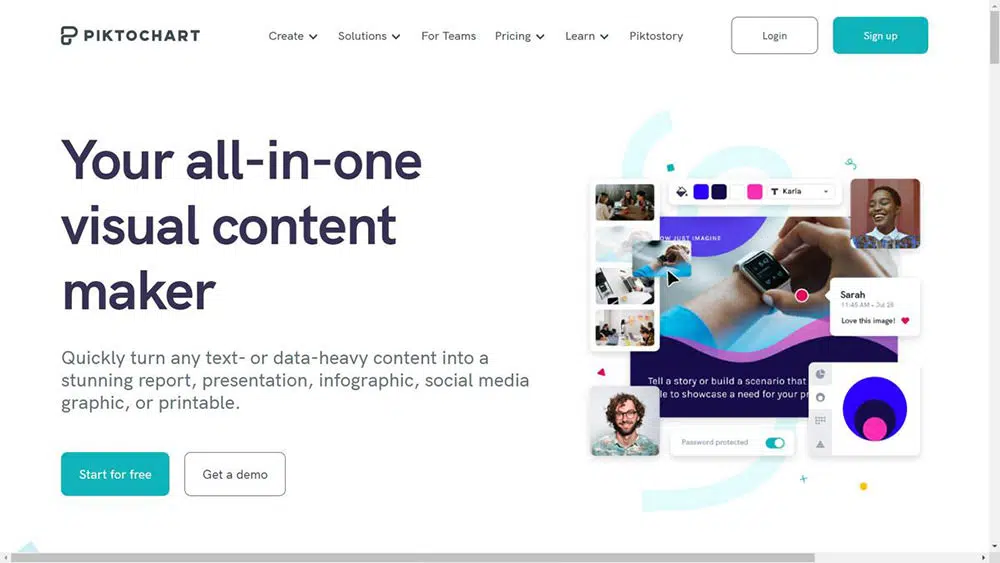 PIKTOCHART
Create
Solutions
For Teams
Pricing
Learn
Piktostory
Login
Sign up
Your all-in-one
visual content
maker
Quickly turn any text- or data-heavy content into a
stunning report, presentation, infographic, social media
graphic, or printable.
Start for free
Get a demo
Karla
OW JUST IMAGINE
Sarah
11:45 AM • Jul 28
Love this image!
Tell a story or build a scenario that
le to showcase a need for your pr
Password protected